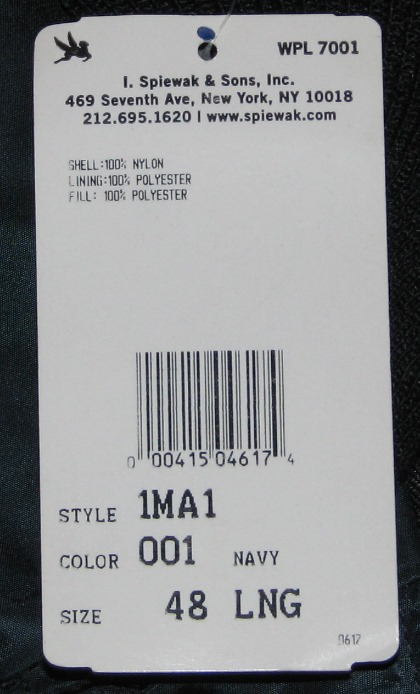 WPL 7001
I. Spiewak & Sons, Inc.
469 Seventh Ave, New York, NY 10018
212.695.1620 | www.spiewak.com
SHELL:100% NYLON
LINING:100% POLYESTER
FILL: 100% POLYESTER
0 00415 04617 4
STYLE 1MA1
COLOR 001 NAVY
SIZE 48 LNG
0612